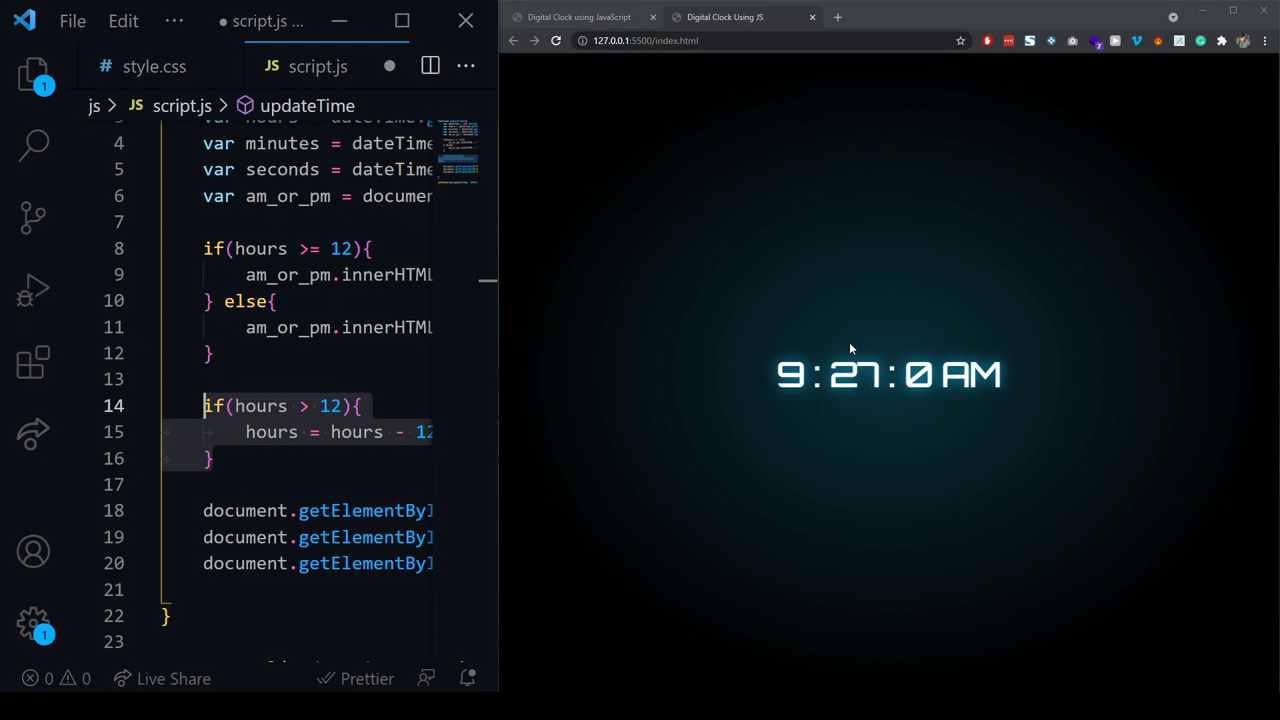 File Edit ··· ● script.js ...
# style.css JS script.js ● ···
js > JS script.js > updateTime
4 var minutes = dateTime
5 var seconds = dateTime
6 var am_or_pm = documen
7
8 if(hours >= 12){
9 am_or_pm.innerHTML
10 } else{
11 am_or_pm.innerHTML
12 }
13
14 if(hours > 12){
15 hours = hours - 12
16 }
17
18 document.getElementByI
19 document.getElementByI
20 document.getElementByI
21
22 }
23
1
1
0 0 Live Share Prettier
Digital Clock using JavaScript Digital Clock Using JS
127.0.0.1:5500/index.html
7
9:27:0 AM